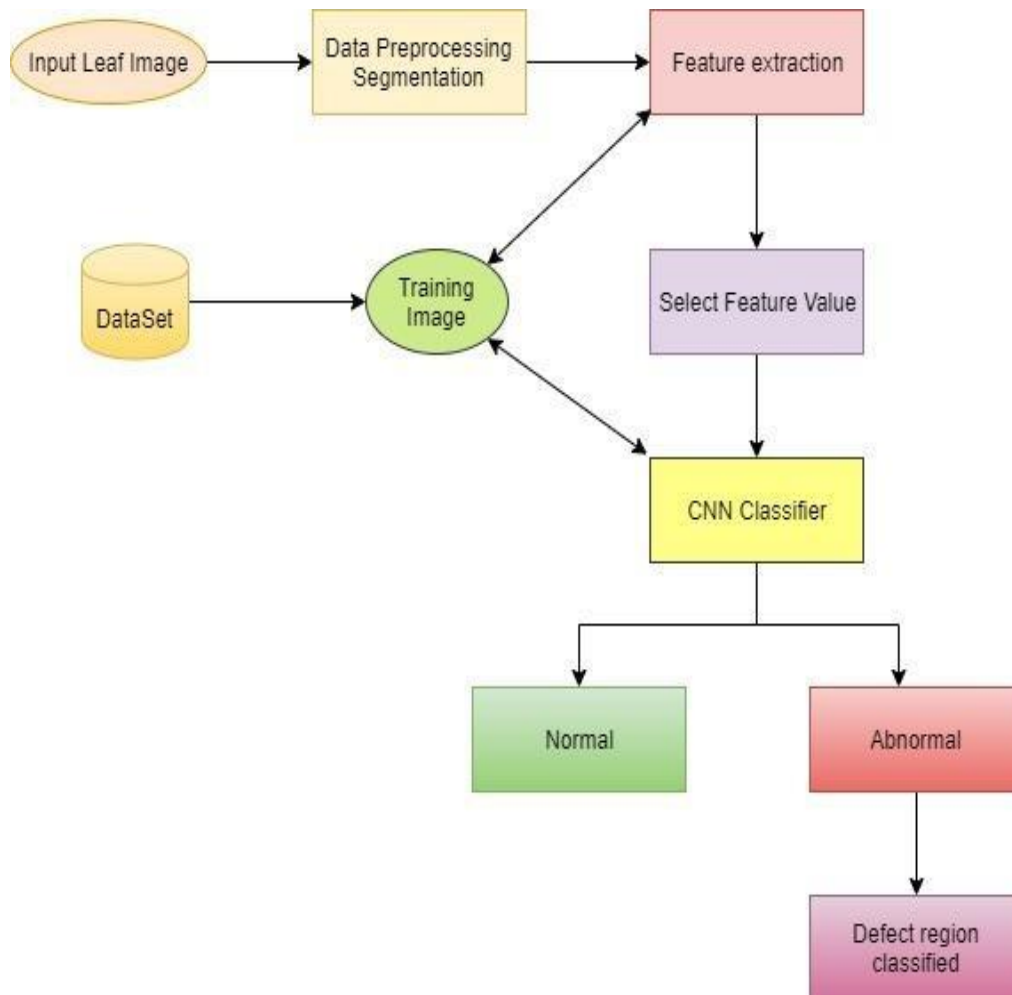 Input Leaf Image
Data Preprocessing
Segmentation
Feature extraction
DataSet
Training
Image
Select Feature Value
CNN Classifier
Normal
Abnormal
Defect region
classified